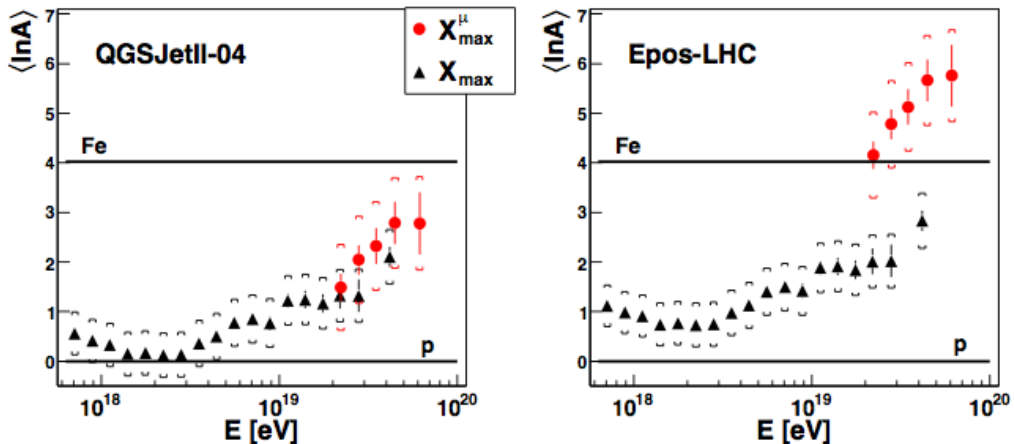 ⟨lnA⟩
7
6
5
4
3
2
1
0
QGSJetII-04
X^μ_max
X_max
Fe
p
10^18
10^19
10^20
E [eV]
⟨lnA⟩
7
6
5
4
3
2
1
0
Epos-LHC
Fe
p
10^18
10^19
10^20
E [eV]